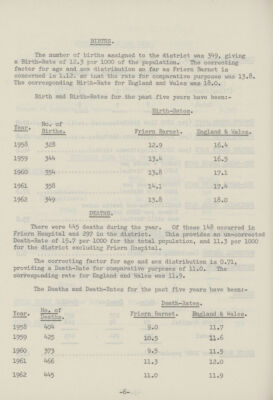 BIRTHS.
The number of births assigned to the district was 349, giving
a Birth-Rate of 12.3 per 1000 of the population. The correcting
factor for age and sex distribution so far as Friern Barnet is
concerned is 1.12. so that the rate for comparative purposes was 13.8.
The corresponding Birth-Rate for England and Wales was 18.0.
Birth and Birth-Rates for the past five years have been:-
Birth-Rates.
Year. No. of Births. Friern Barnet. England & Wales.
1958 328 12.9 16.4
1959 344 13.4 16.5
1960 354 13.8 17.1
1961 358 14.1 17.4
1962 349 13.8 18.0
DEATHS.
There were 445 deaths during the year. Of these 148 occurred in
Friern Hospital and 297 in the district. This provides an un-corrected
Death-Rate of 15.7 per 1000 for the total population, and 11.3 per 1000
for the district excluding Friern Hospital.
The correcting factor for age and sex distribution is 0.71,
providing a Death-Rate for comparative purposes of 11.0. The
corresponding rate for England and Wales was 11.9.
The Deaths and Death-Rates for the past five years have been:-
Death-Rates.
Year. No. of Deaths. Friern Barnet. England & Wales.
1958 404 9.0 11.7
1959 425 10.5 11.6
1960 373 9.5 11.5
1961 466 11.3 12.0
1962 445 11.0 11.9
-6-